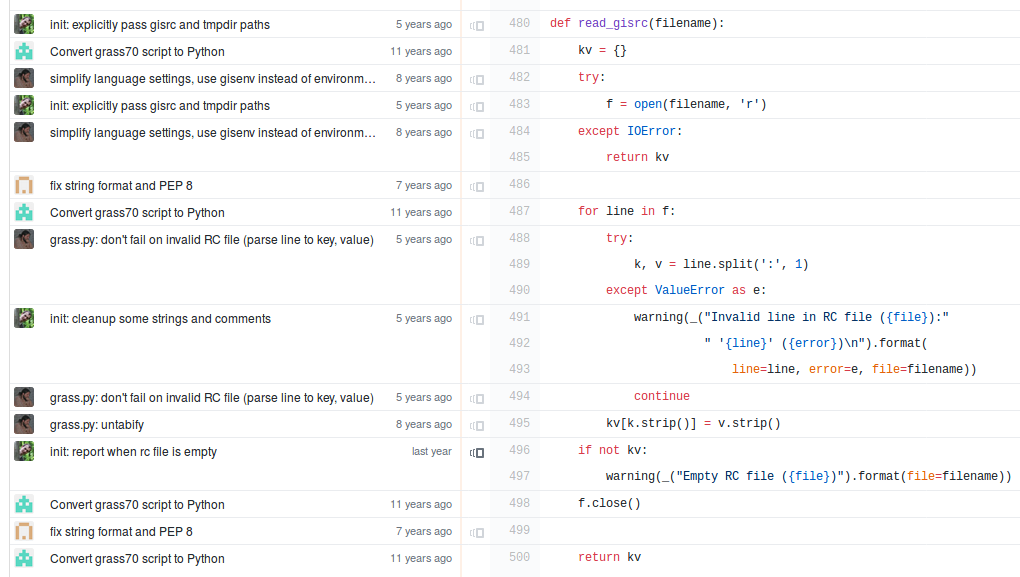 init: explicitly pass gisrc and tmpdir paths 5 years ago 480 def read_gisrc(filename):
Convert grass70 script to Python 11 years ago 481 kv = {}
simplify language settings, use gisenv instead of environm… 8 years ago 482 try:
init: explicitly pass gisrc and tmpdir paths 5 years ago 483 f = open(filename, 'r')
simplify language settings, use gisenv instead of environm… 8 years ago 484 except IOError:
485 return kv
fix string format and PEP 8 7 years ago 486
Convert grass70 script to Python 11 years ago 487 for line in f:
grass.py: don't fail on invalid RC file (parse line to key, value) 5 years ago 488 try:
489 k, v = line.split(':', 1)
490 except ValueError as e:
init: cleanup some strings and comments 5 years ago 491 warning(_("Invalid line in RC file ({file}):"
492 " '{line}' ({error})\n").format(
493 line=line, error=e, file=filename))
grass.py: don't fail on invalid RC file (parse line to key, value) 5 years ago 494 continue
grass.py: untabify 8 years ago 495 kv[k.strip()] = v.strip()
init: report when rc file is empty last year 496 if not kv:
497 warning(_("Empty RC file ({file})").format(file=filename))
Convert grass70 script to Python 11 years ago 498 f.close()
fix string format and PEP 8 7 years ago 499
Convert grass70 script to Python 11 years ago 500 return kv